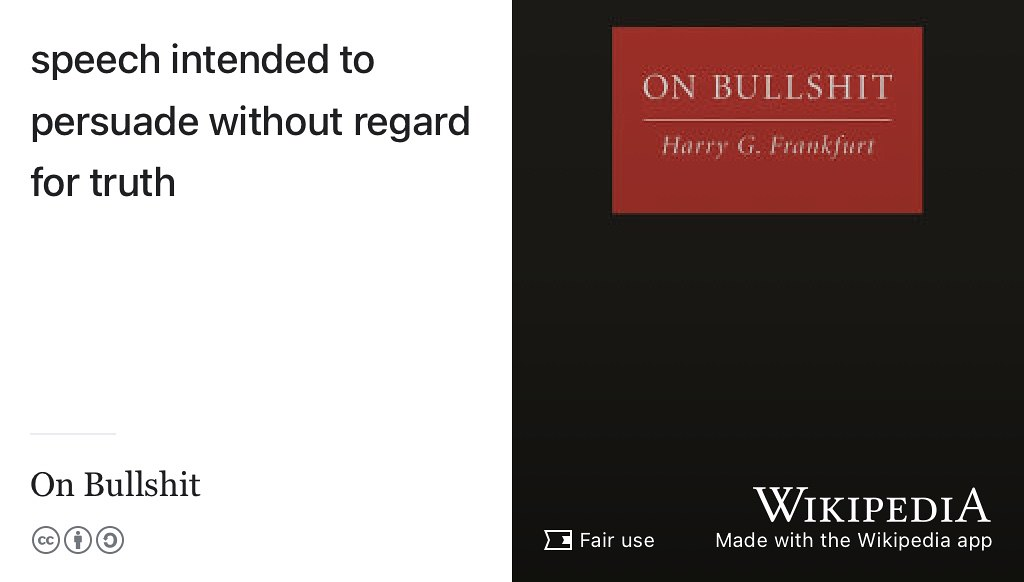 speech intended to
persuade without regard
for truth
On Bullshit
cc
ON BULLSHIT
Harry G. Frankfurt
WIKIPEDIA
Fair use
Made with the Wikipedia app